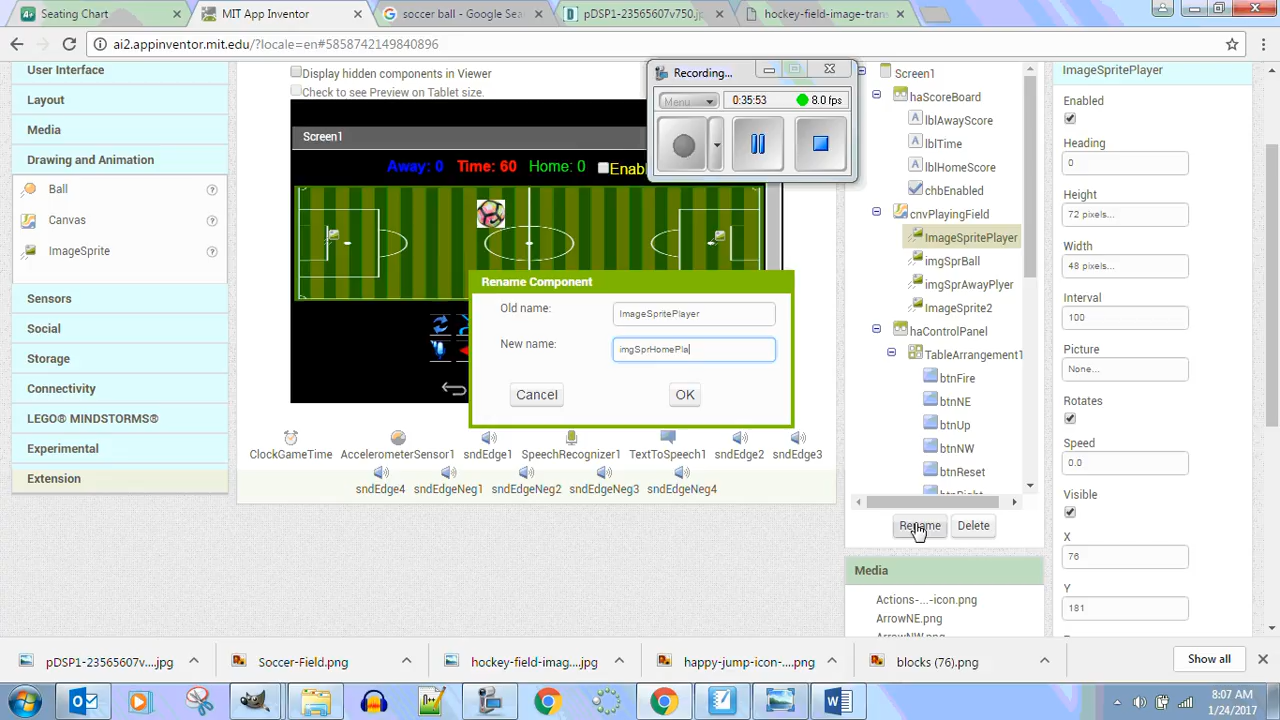 Seating Chart
MIT App Inventor
soccer ball - Google Sea
pDSP1-23565607v750.j
hockey-field-image-tran
ai2.appinventor.mit.edu/?locale=en#5858742149840896
User Interface
Layout
Media
Drawing and Animation
Ball
?
Canvas
?
ImageSprite
?
Sensors
Social
Storage
Connectivity
LEGO® MINDSTORMS®
Experimental
Extension
Display hidden components in Viewer
Check to see Preview on Tablet size.
Screen1
Away: 0 Time: 60 Home: 0 Enabl
Recording...
Menu
0:35:53
8.0 fps
Rename Component
Old name:
ImageSpritePlayer
New name:
imgSprHomePla
Cancel
OK
ClockGameTime
AccelerometerSensor1
sndEdge1
SpeechRecognizer1
TextToSpeech1
sndEdge2
sndEdge3
sndEdge4
sndEdgeNeg1
sndEdgeNeg2
sndEdgeNeg3
sndEdgeNeg4
Screen1
haScoreBoard
lblAwayScore
lblTime
lblHomeScore
chbEnabled
cnvPlayingField
ImageSpritePlayer
imgSprBall
imgSprAwayPlyer
ImageSprite2
haControlPanel
TableArrangement1
btnFire
btnNE
btnUp
btnNW
btnReset
btnRight
Rename
Delete
Media
Actions-...-icon.png
ArrowNE.png
ArrowNW.png
ImageSpritePlayer
Enabled
Heading
0
Height
72 pixels...
Width
48 pixels...
Interval
100
Picture
None...
Rotates
Speed
0.0
Visible
X
76
Y
181
pDSP1-23565607v....jpg
Soccer-Field.png
hockey-field-imag....jpg
happy-jump-icon-....png
blocks (76).png
Show all
8:07 AM
1/24/2017